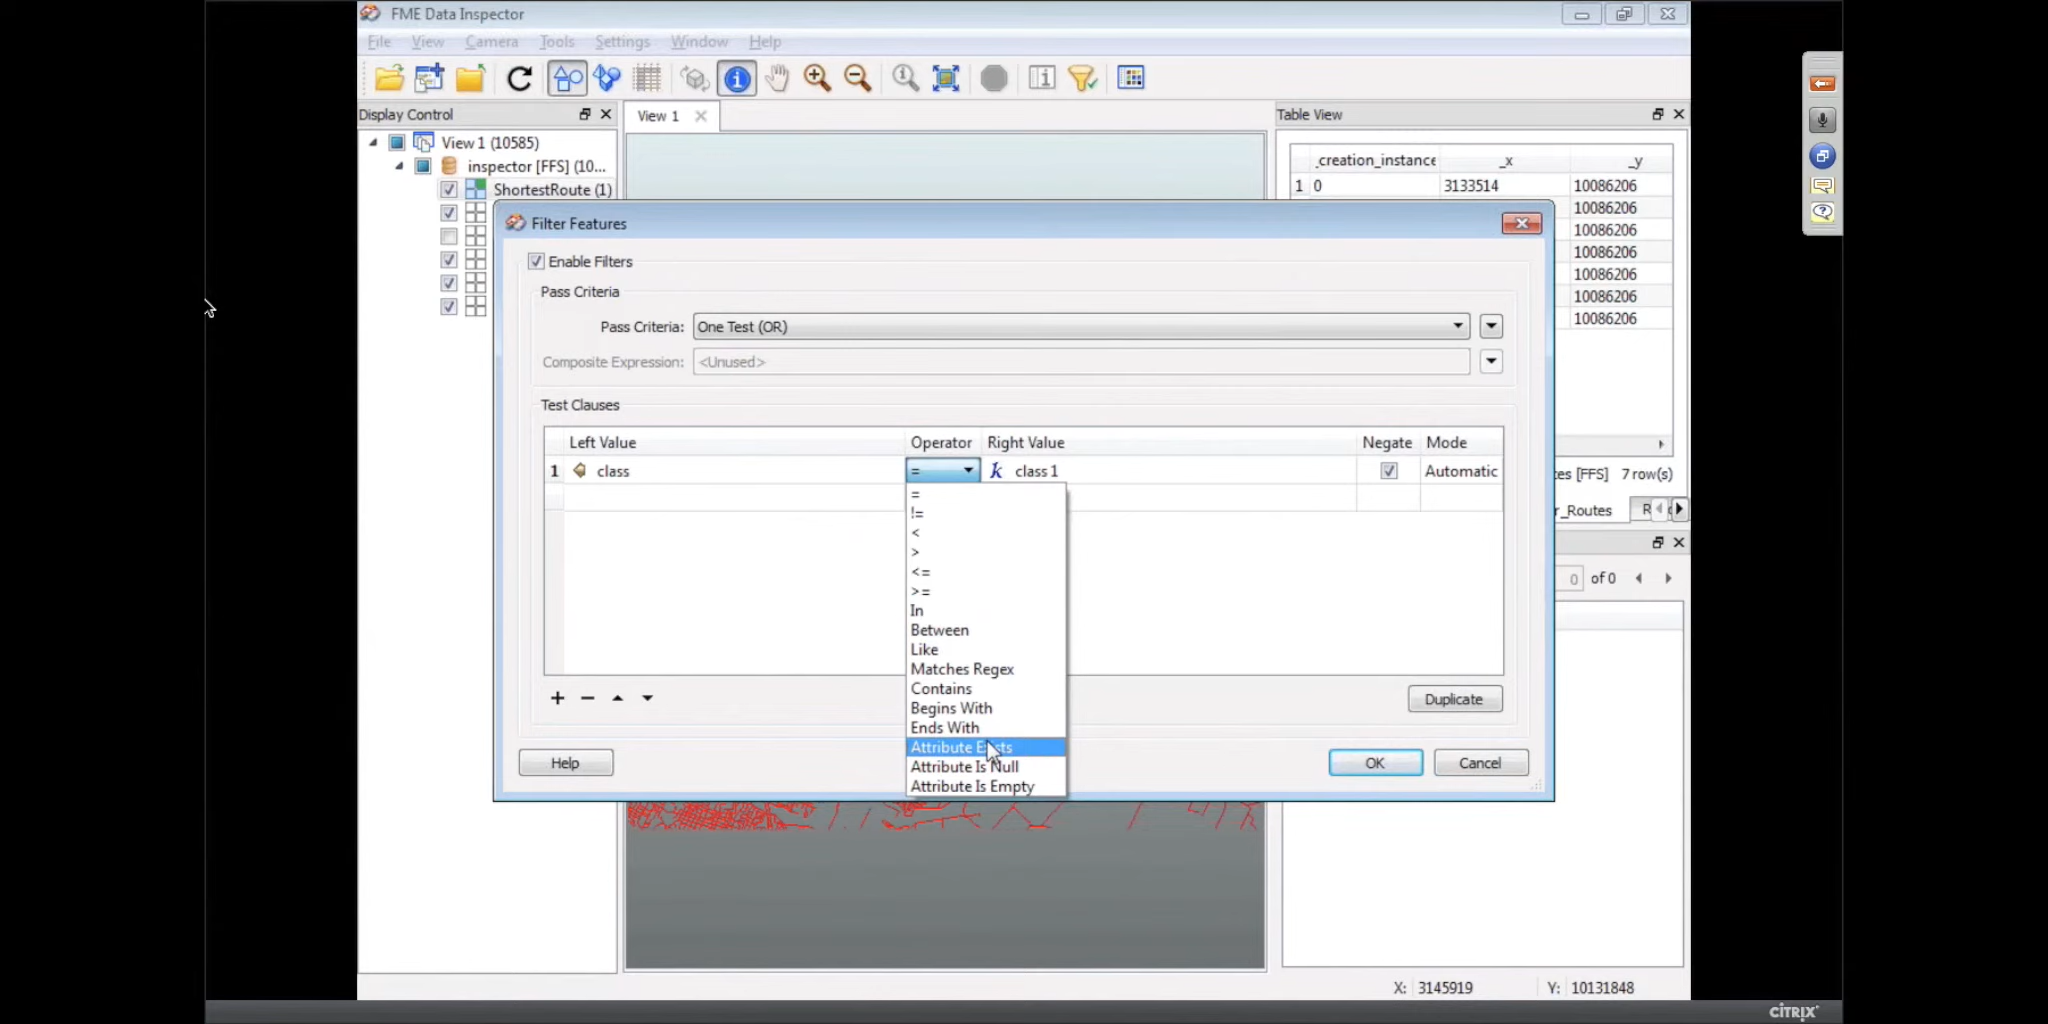 FME Data Inspector
File View Camera Tools Settings Window Help
Display Control
View 1
Table View
View 1 (10585)
inspector [FFS] (10...
ShortestRoute (1)
_creation_instance _x _y
1 0 3133514 10086206
10086206
10086206
10086206
10086206
10086206
10086206
Filter Features
Enable Filters
Pass Criteria
Pass Criteria: One Test (OR)
Composite Expression: <Unused>
Test Clauses
Left Value Operator Right Value Negate Mode
1 class = k class 1 Automatic
=
!=
<
>
<=
>=
In
Between
Like
Matches Regex
Contains
Begins With
Ends With
Attribute Exists
Attribute Is Null
Attribute Is Empty
Duplicate
Help OK Cancel
es [FFS] 7 row(s)
r_Routes
0 of 0
X: 3145919 Y: 10131848
CITRIX